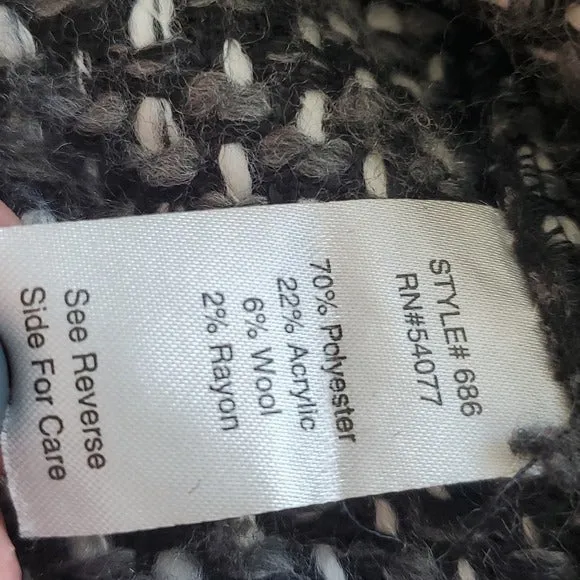 STYLE# 686
RN#54077
70% Polyester
22% Acrylic
6% Wool
2% Rayon
See Reverse
Side For Care